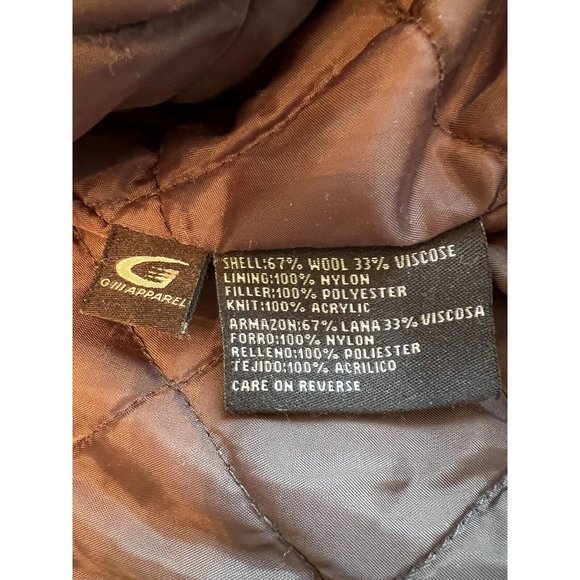 G
G III APPAREL
SHELL:67% WOOL 33% VISCOSE
LINING:100% NYLON
FILLER:100% POLYESTER
KNIT:100% ACRYLIC
ARMAZON:67% LANA 33% VISCOSA
FORRO:100% NYLON
RELLENO:100% POLIESTER
TEJIDO:100% ACRILICO
CARE ON REVERSE